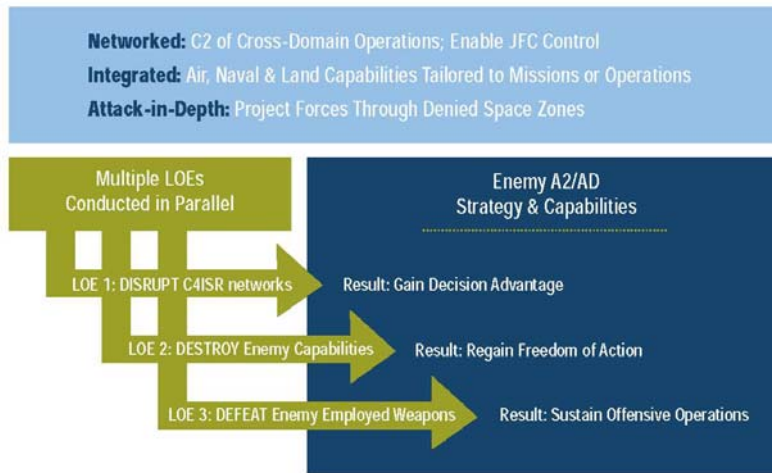 Networked: C2 of Cross-Domain Operations; Enable JFC Control
Integrated: Air, Naval & Land Capabilities Tailored to Missions or Operations
Attack-in-Depth: Project Forces Through Denied Space Zones
Multiple LOEs
Conducted in Parallel
Enemy A2/AD
Strategy & Capabilities
LOE 1: DISRUPT C4ISR networks
Result: Gain Decision Advantage
LOE 2: DESTROY Enemy Capabilities
Result: Regain Freedom of Action
LOE 3: DEFEAT Enemy Employed Weapons
Result: Sustain Offensive Operations